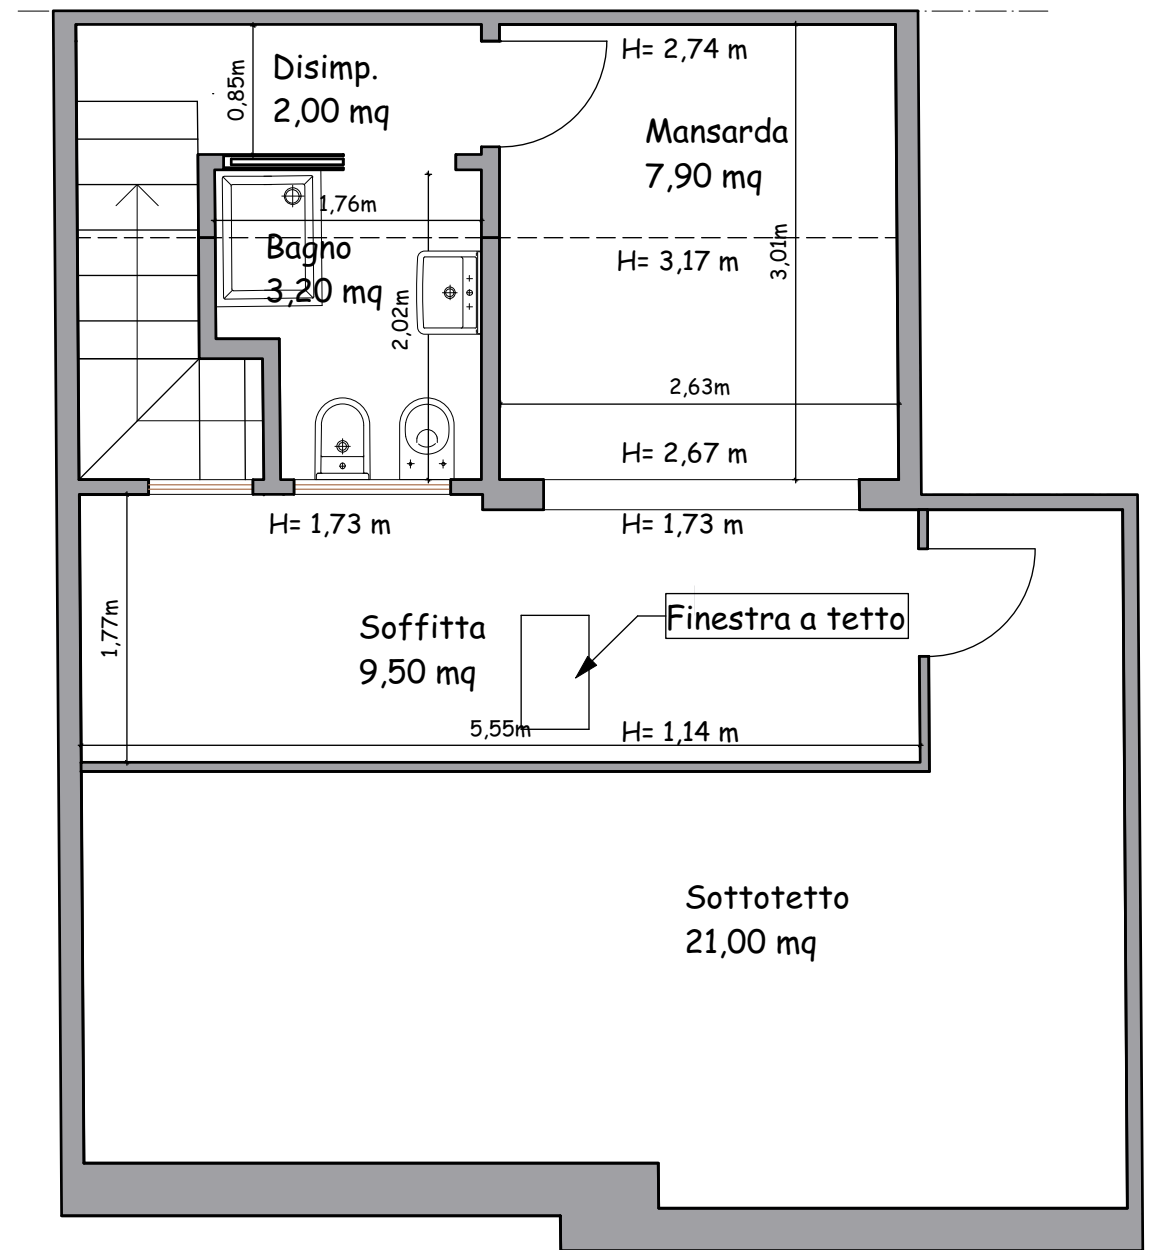 H= 2,74 m
Disimp.
2,00 mq
0,85m
Mansarda
7,90 mq
1,76m
Bagno
3,20 mq
H= 3,17 m
3,01m
2,02m
2,63m
H= 2,67 m
H= 1,73 m
H= 1,73 m
1,77m
Soffitta
9,50 mq
Finestra a tetto
5,55m
H= 1,14 m
Sottotetto
21,00 mq